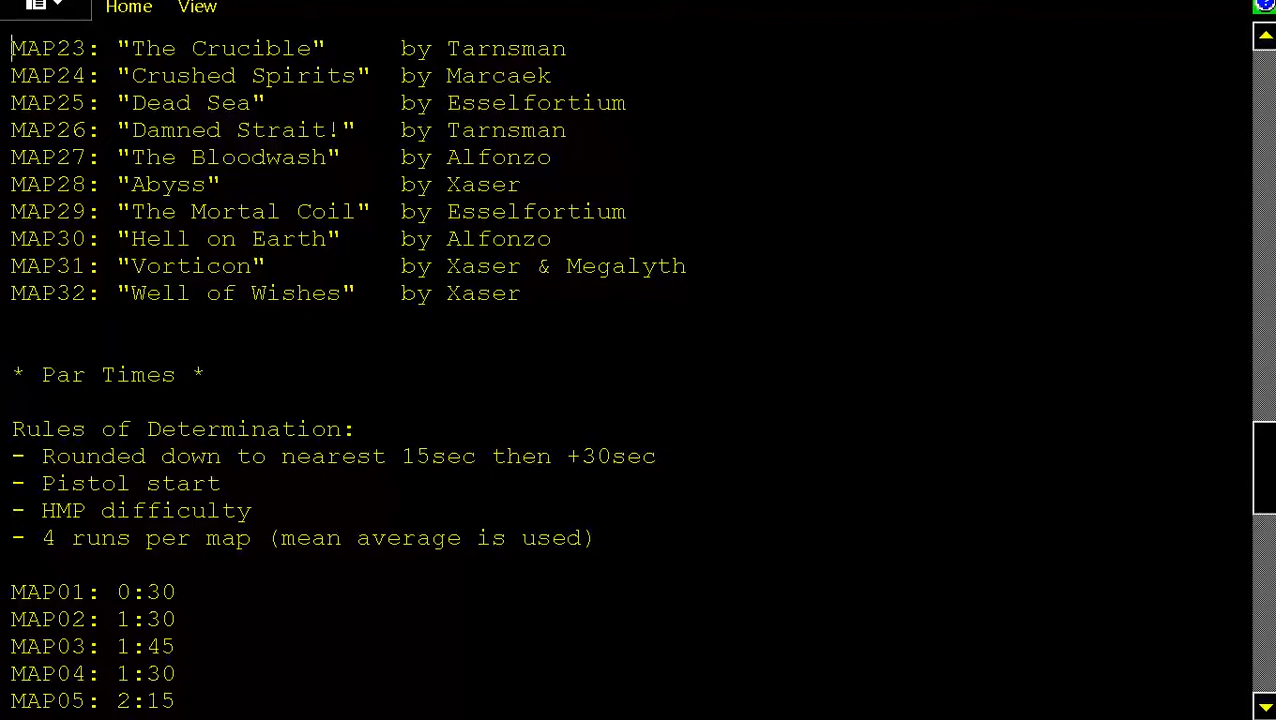 Home View
MAP23: "The Crucible" by Tarnsman
MAP24: "Crushed Spirits" by Marcaek
MAP25: "Dead Sea" by Esselfortium
MAP26: "Damned Strait!" by Tarnsman
MAP27: "The Bloodwash" by Alfonzo
MAP28: "Abyss" by Xaser
MAP29: "The Mortal Coil" by Esselfortium
MAP30: "Hell on Earth" by Alfonzo
MAP31: "Vorticon" by Xaser & Megalyth
MAP32: "Well of Wishes" by Xaser
* Par Times *
Rules of Determination:
- Rounded down to nearest 15sec then +30sec
- Pistol start
- HMP difficulty
- 4 runs per map (mean average is used)
MAP01: 0:30
MAP02: 1:30
MAP03: 1:45
MAP04: 1:30
MAP05: 2:15